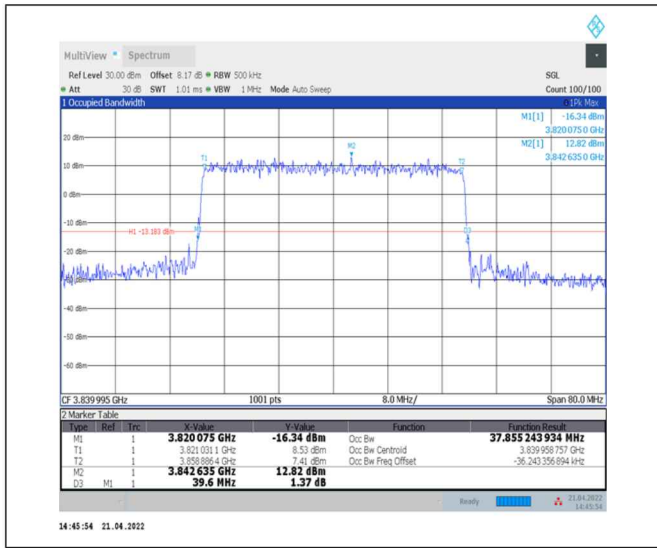 MultiView Spectrum
Ref Level 30.00 dBm Offset 8.17 dB RBW 500 kHz SGL
Att 30 dB SWT 1.01 ms VBW 1 MHz Mode Auto Sweep Count 100/100
1 Occupied Bandwidth 1Pk Max
M1[1] -16.34 dBm
3.820 075 0 GHz
20 dBm
M2[1] 12.82 dBm
M2
3.842 635 0 GHz
T1 T2
10 dBm
0 dBm
-10 dBm
H1 -13.183 dBm M1 D3
-20 dBm
-40 dBm
-50 dBm
-60 dBm
CF 3.839 995 GHz 1001 pts 8.0 MHz/ Span 80.0 MHz
2 Marker Table
Type Ref Trc X-Value Y-Value Function Function Result
M1 1 3.820 075 GHz -16.34 dBm Occ Bw 37.855 243 934 MHz
T1 1 3.821 031 1 GHz 8.53 dBm Occ Bw Centroid 3.839 958 757 GHz
T2 1 3.858 886 4 GHz 7.41 dBm Occ Bw Freq Offset -36.243 356 894 kHz
M2 1 3.842 635 GHz 12.82 dBm
D3 M1 1 39.6 MHz 1.37 dB
Ready 21.04.2022
14:45:54
14:45:54 21.04.2022